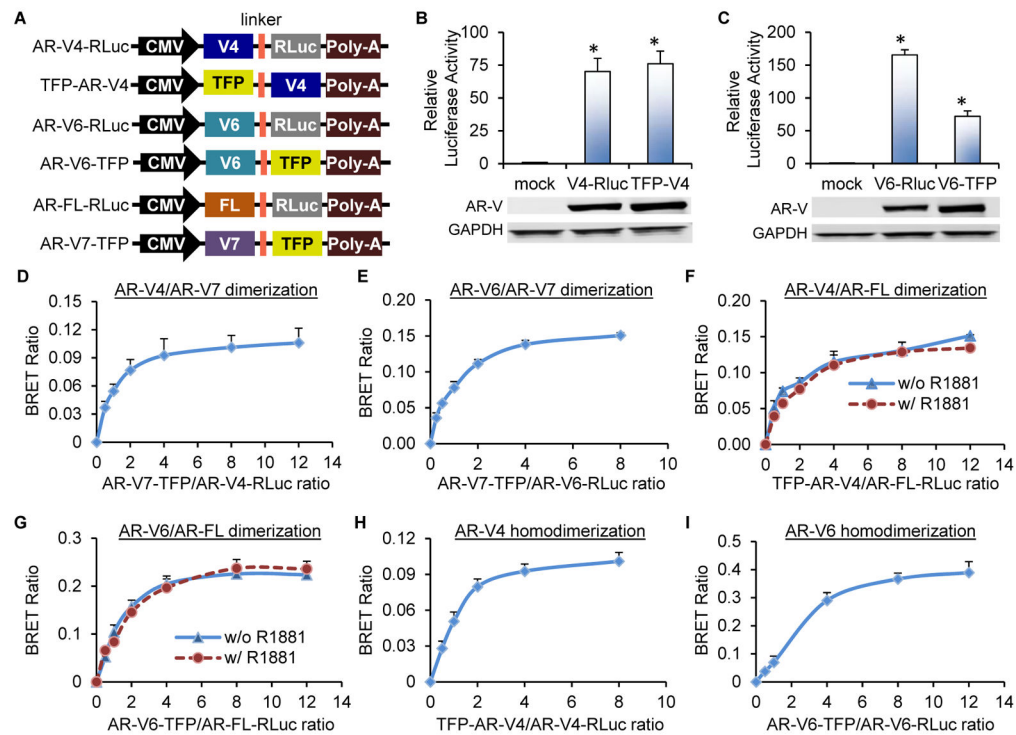 A
linker
AR-V4-RLuc CMV V4 RLuc Poly-A
TFP-AR-V4 CMV TFP V4 Poly-A
AR-V6-RLuc CMV V6 RLuc Poly-A
AR-V6-TFP CMV V6 TFP Poly-A
AR-FL-RLuc CMV FL RLuc Poly-A
AR-V7-TFP CMV V7 TFP Poly-A
B
Relative
Luciferase Activity
100
75
50
25
0
* *
mock V4-Rluc TFP-V4
AR-V
GAPDH
C
Relative
Luciferase Activity
200
150
100
50
0
* *
mock V6-Rluc V6-TFP
AR-V
GAPDH
D
AR-V4/AR-V7 dimerization
BRET Ratio
0.15
0.12
0.09
0.06
0.03
0
0 2 4 6 8 10 12 14
AR-V7-TFP/AR-V4-RLuc ratio
E
AR-V6/AR-V7 dimerization
BRET Ratio
0.20
0.15
0.10
0.05
0.00
0 2 4 6 8 10
AR-V7-TFP/AR-V6-RLuc ratio
F
AR-V4/AR-FL dimerization
BRET Ratio
0.20
0.15
0.10
0.05
0.00
w/o R1881
w/ R1881
0 2 4 6 8 10 12 14
TFP-AR-V4/AR-FL-RLuc ratio
G
AR-V6/AR-FL dimerization
BRET Ratio
0.3
0.2
0.1
0
w/o R1881
w/ R1881
0 2 4 6 8 10 12 14
AR-V6-TFP/AR-FL-RLuc ratio
H
AR-V4 homodimerization
BRET Ratio
0.12
0.09
0.06
0.03
0.00
0 2 4 6 8 10
TFP-AR-V4/AR-V4-RLuc ratio
I
AR-V6 homodimerization
BRET Ratio
0.5
0.4
0.3
0.2
0.1
0
0 2 4 6 8 10 12 14
AR-V6-TFP/AR-V6-RLuc ratio